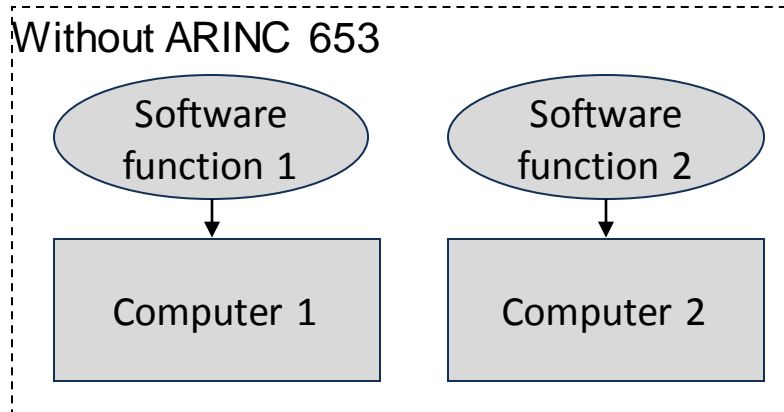 Without ARINC 653
Software
function 1
Software
function 2
Computer 1
Computer 2